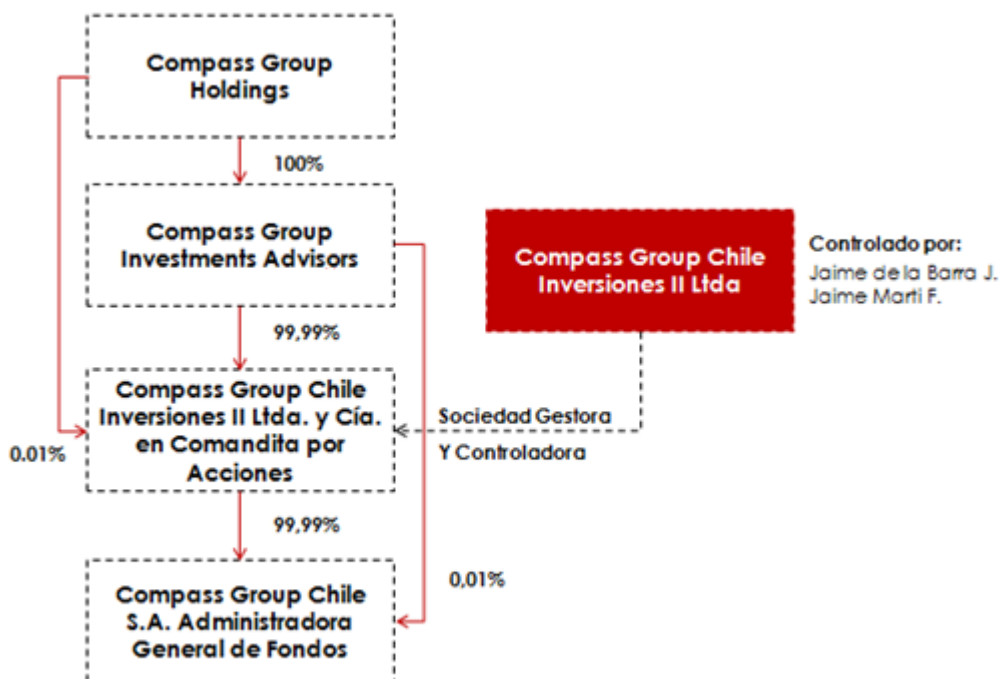 Compass Group
Holdings
100%
Compass Group
Investments Advisors
Compass Group Chile
Inversiones II Ltda
Controlado por:
Jaime de la Barra J.
Jaime Marti F.
99,99%
Compass Group Chile
Inversiones II Ltda. y Cía.
en Comandita por
Acciones
Sociedad Gestora
Y Controladora
0.01%
99,99%
0,01%
Compass Group Chile
S.A. Administradora
General de Fondos